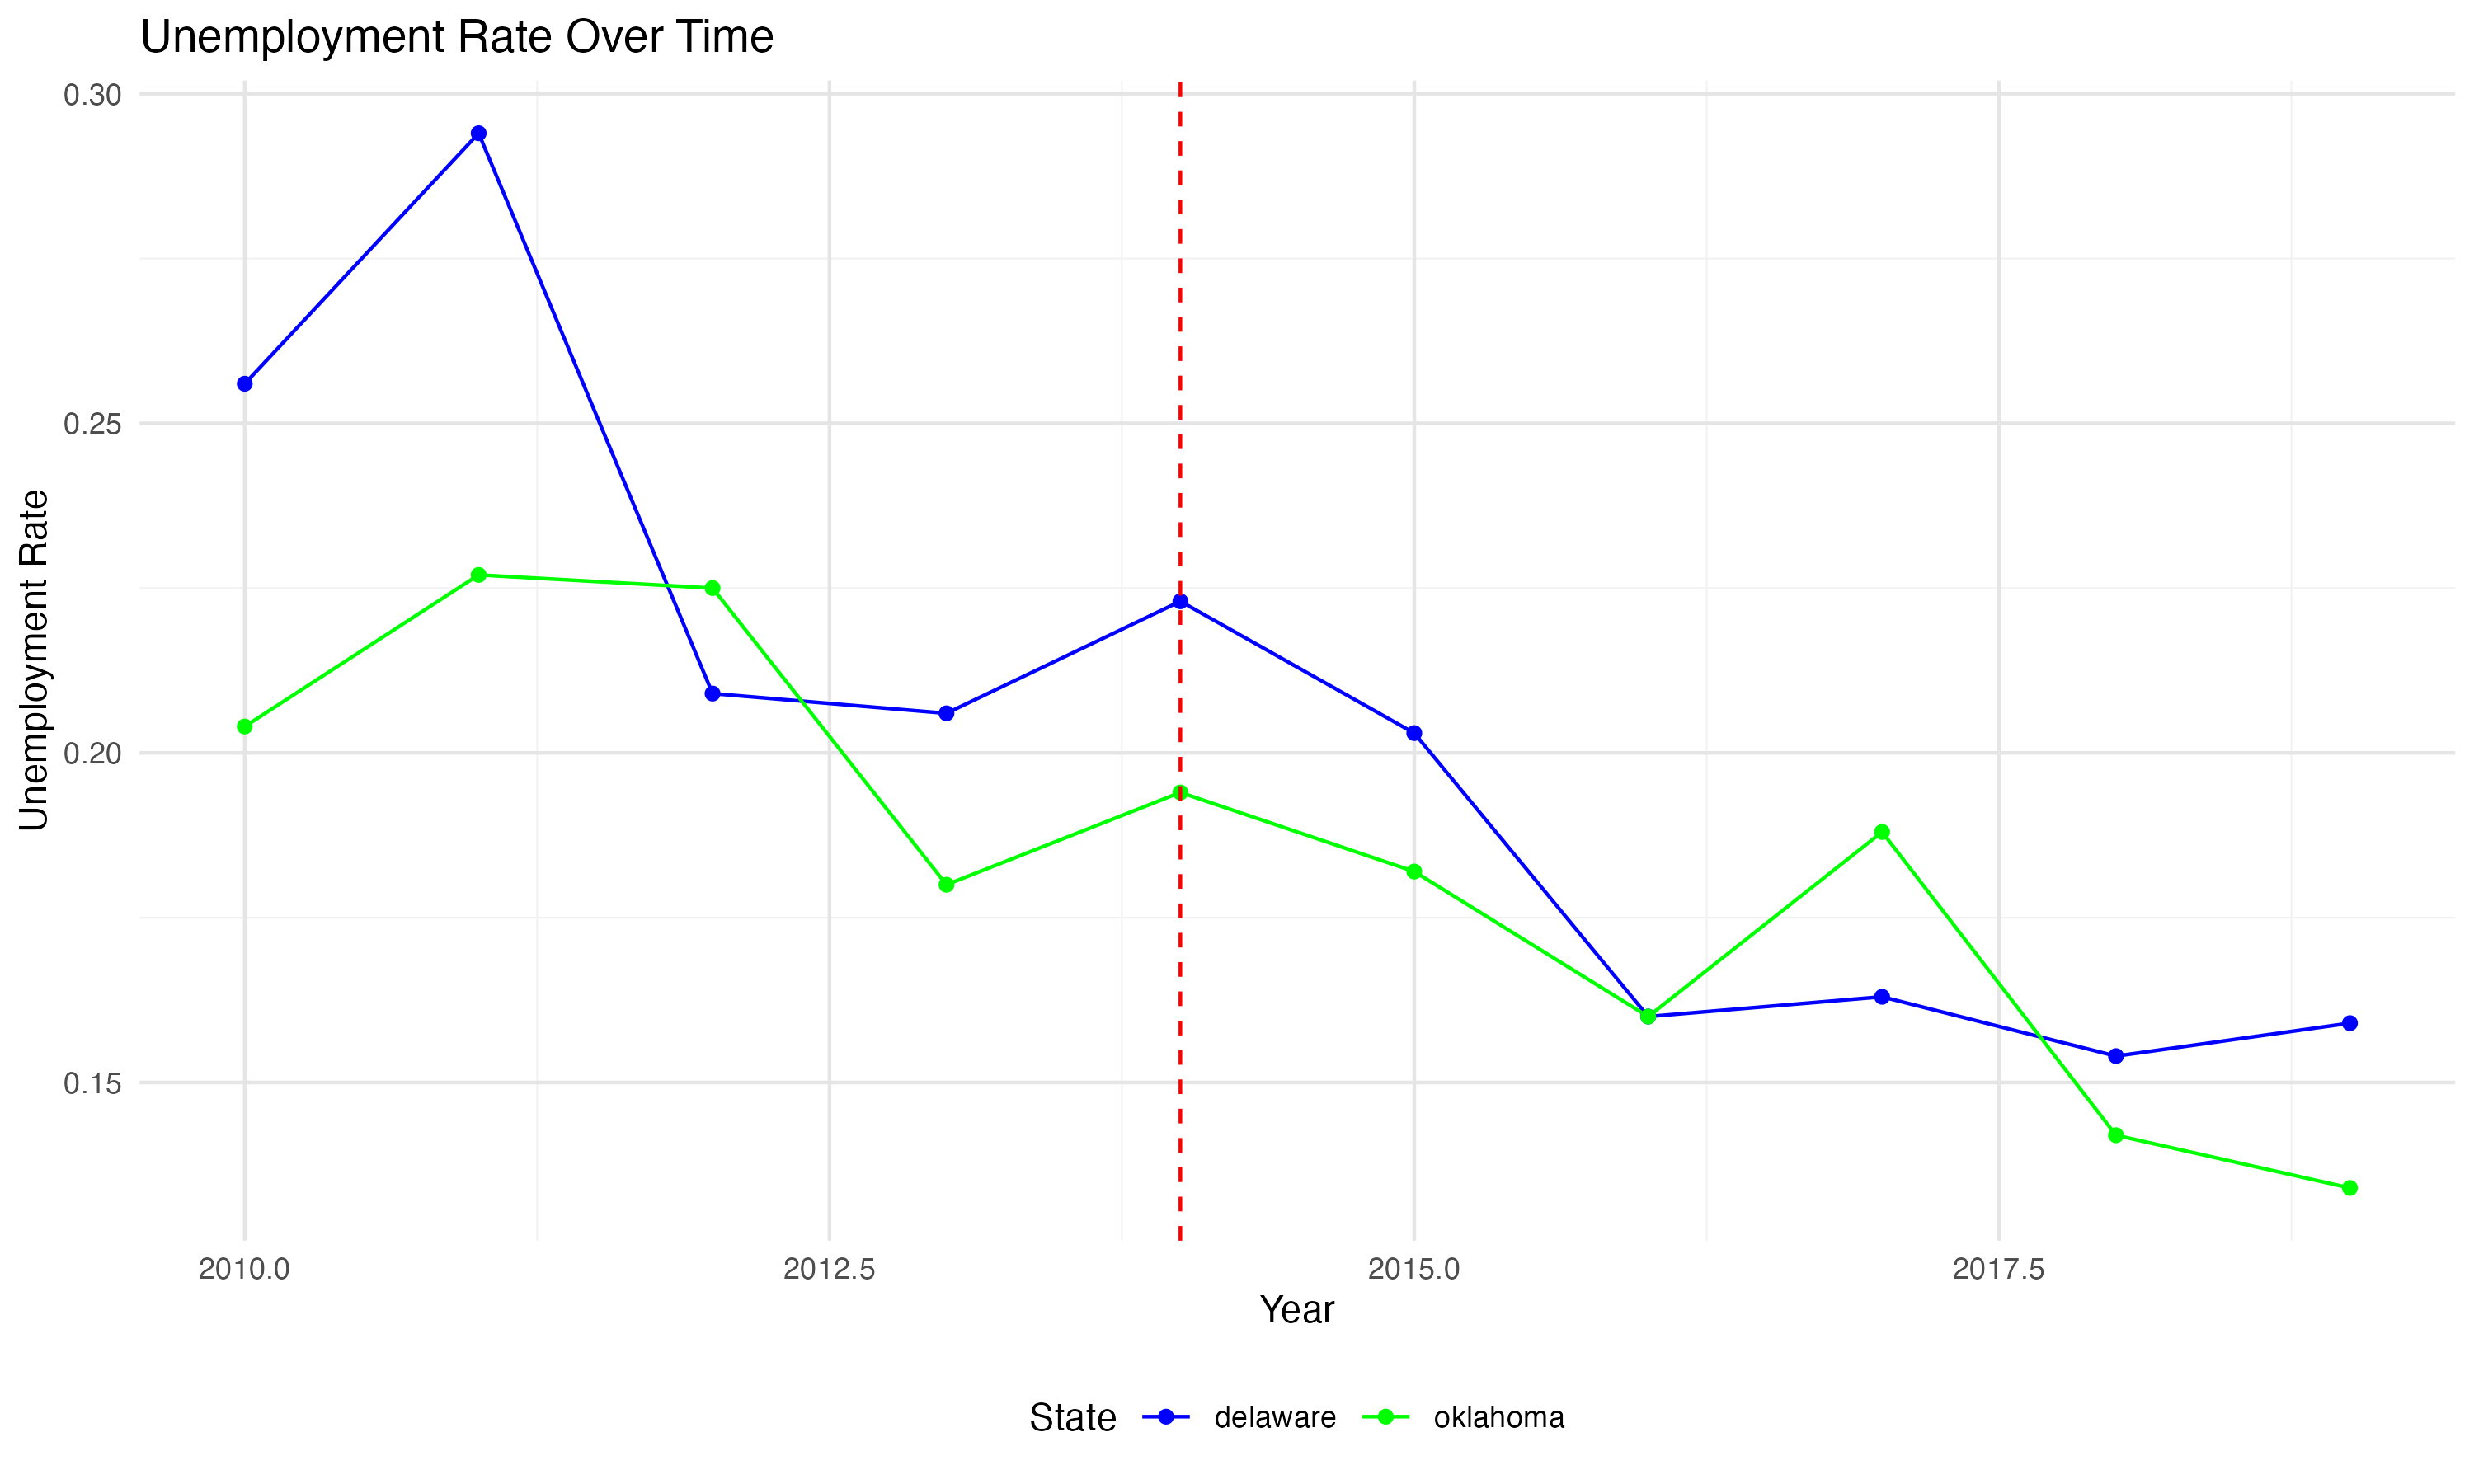 Unemployment Rate Over Time
Unemployment Rate
0.30
0.25
0.20
0.15
2010.0 2012.5 2015.0 2017.5
Year
State delaware oklahoma